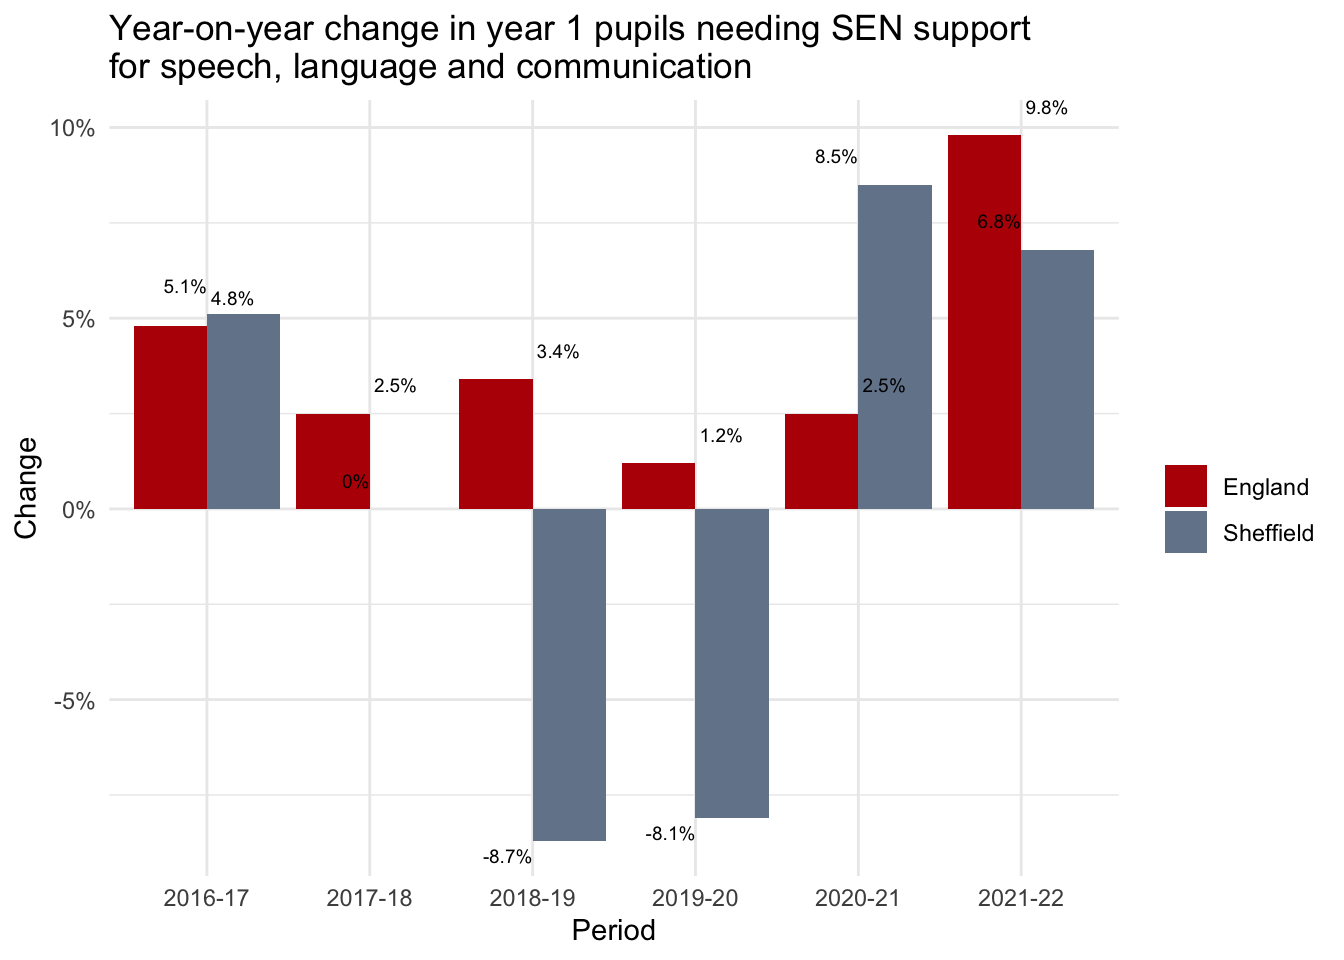 Year-on-year change in year 1 pupils needing SEN support
for speech, language and communication
9.8%
10%
8.5%
6.8%
5.1%
4.8%
5%
3.4%
2.5%
2.5%
1.2%
0%
0%
-5%
-8.1%
-8.7%
Change
England
Sheffield
2016-17 2017-18 2018-19 2019-20 2020-21 2021-22
Period